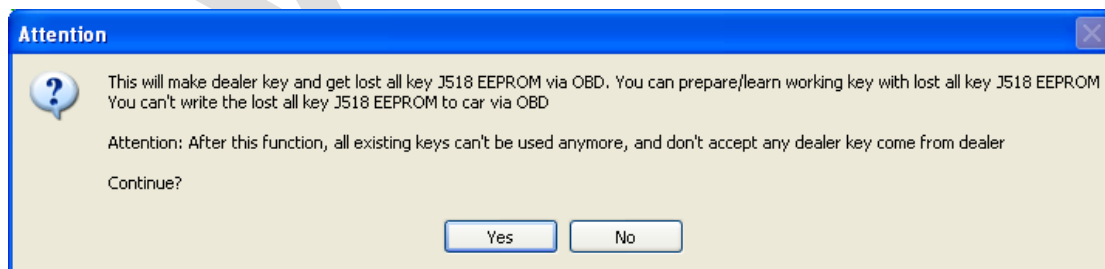 Attention
This will make dealer key and get lost all key J518 EEPROM via OBD. You can prepare/learn working key with lost all key J518 EEPROM
You can't write the lost all key J518 EEPROM to car via OBD
Attention: After this function, all existing keys can't be used anymore, and don't accept any dealer key come from dealer
Continue?
Yes No